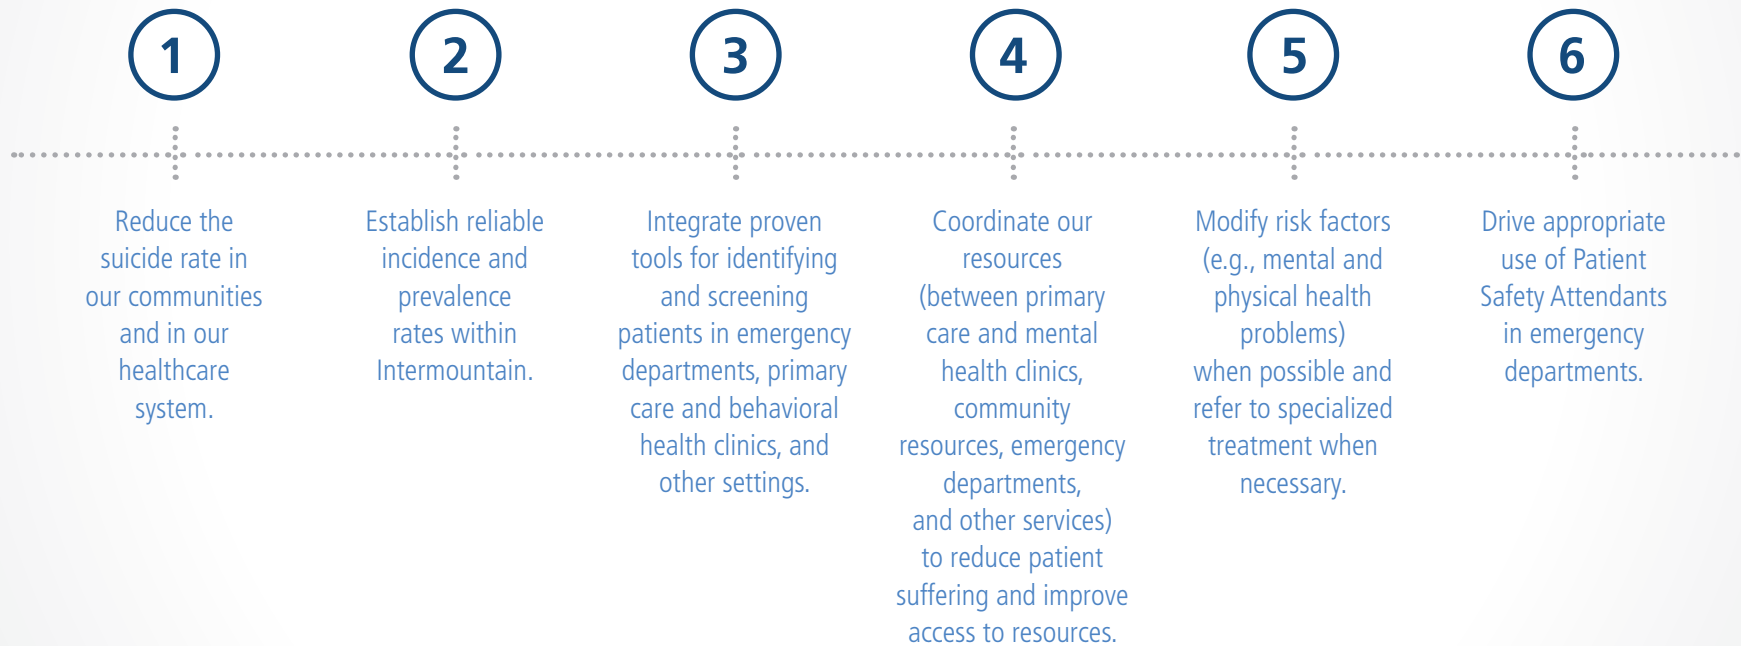 1
Reduce the
suicide rate in
our communities
and in our
healthcare
system.
2
Establish reliable
incidence and
prevalence
rates within
Intermountain.
3
Integrate proven
tools for identifying
and screening
patients in emergency
departments, primary
care and behavioral
health clinics, and
other settings.
4
Coordinate our
resources
(between primary
care and mental
health clinics,
community
resources, emergency
departments,
and other services)
to reduce patient
suffering and improve
access to resources.
5
Modify risk factors
(e.g., mental and
physical health
problems)
when possible and
refer to specialized
treatment when
necessary.
6
Drive appropriate
use of Patient
Safety Attendants
in emergency
departments.